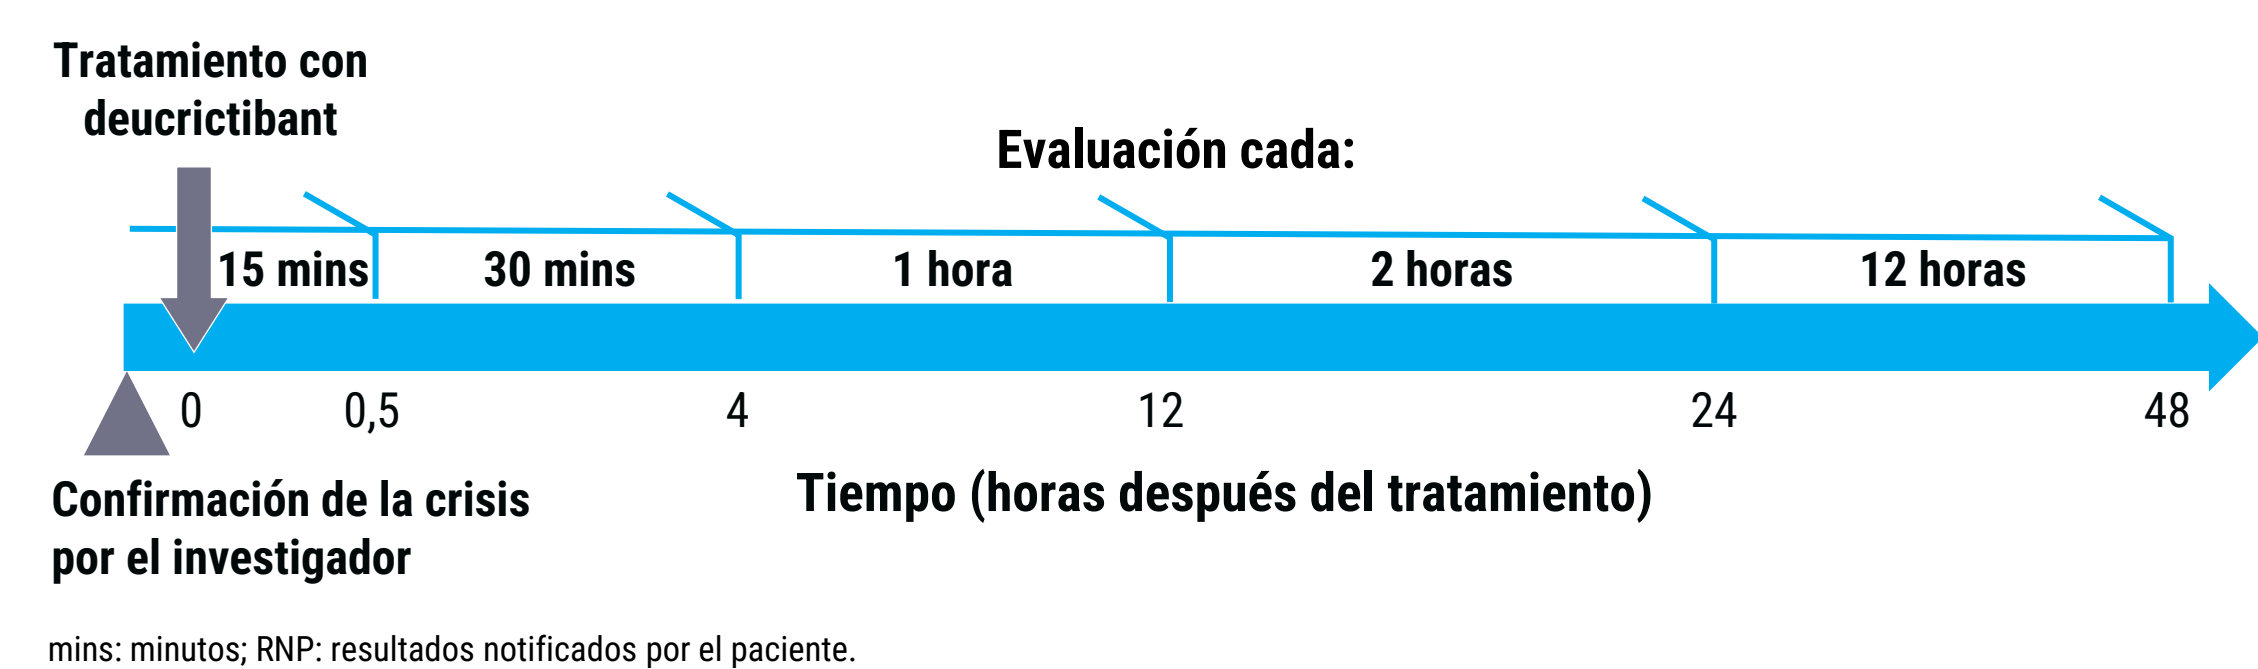 Tratamiento con
deucrictibant
Evaluación cada:
15 mins 30 mins 1 hora 2 horas 12 horas
0 0,5 4 12 24 48
Confirmación de la crisis
por el investigador
Tiempo (horas después del tratamiento)
mins: minutos; RNP: resultados notificados por el paciente.